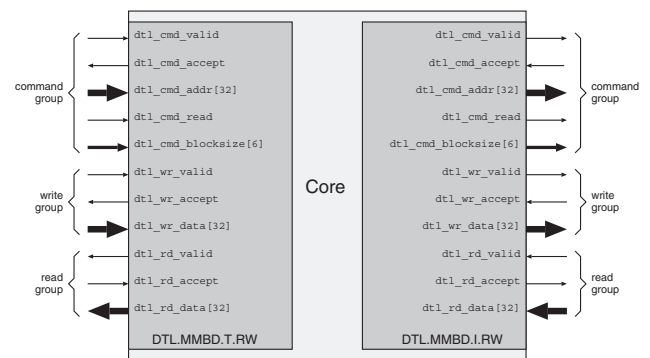 command
group
write
group
read
group
dtl_cmd_valid
dtl_cmd_accept
dtl_cmd_addr[32]
dtl_cmd_read
dtl_cmd_blocksize[6]
dtl_wr_valid
dtl_wr_accept
dtl_wr_data[32]
dtl_rd_valid
dtl_rd_accept
dtl_rd_data[32]
DTL.MMBD.T.RW
Core
dtl_cmd_valid
dtl_cmd_accept
dtl_cmd_addr[32]
dtl_cmd_read
dtl_cmd_blocksize[6]
dtl_wr_valid
dtl_wr_accept
dtl_wr_data[32]
dtl_rd_valid
dtl_rd_accept
dtl_rd_data[32]
DTL.MMBD.I.RW
command
group
write
group
read
group